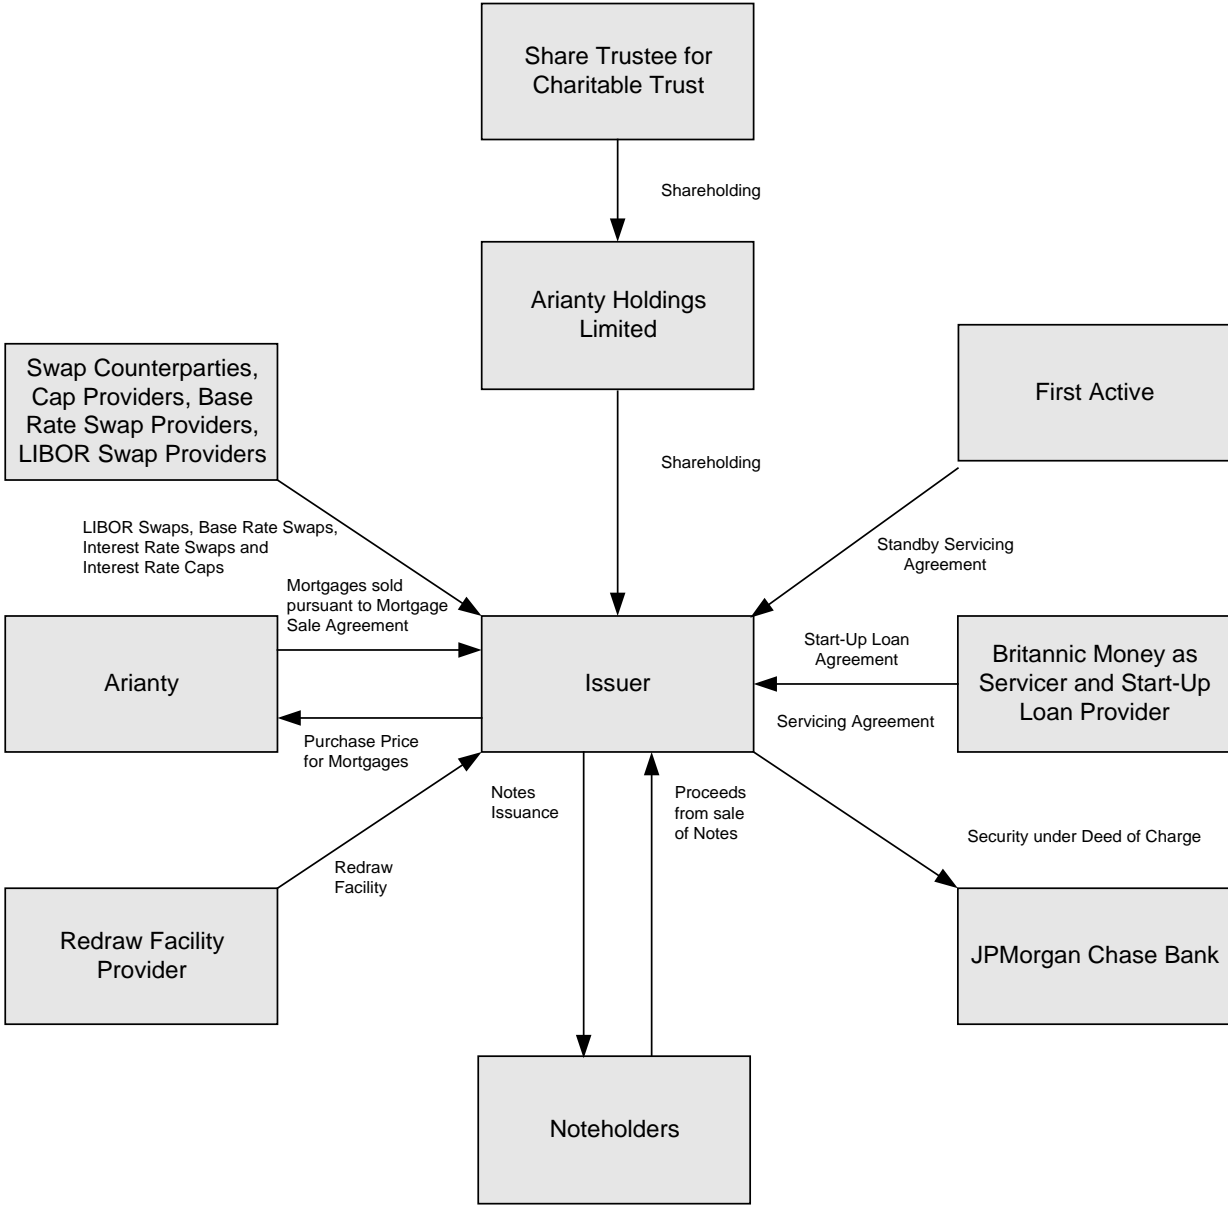 Share Trustee for
Charitable Trust
Shareholding
Arianty Holdings
Limited
Swap Counterparties,
Cap Providers, Base
Rate Swap Providers,
LIBOR Swap Providers
First Active
Shareholding
LIBOR Swaps, Base Rate Swaps,
Interest Rate Swaps and
Interest Rate Caps
Standby Servicing
Agreement
Mortgages sold
pursuant to Mortgage
Sale Agreement
Arianty
Issuer
Start-Up Loan
Agreement
Servicing Agreement
Britannic Money as
Servicer and Start-Up
Loan Provider
Purchase Price
for Mortgages
Notes
Issuance
Proceeds
from sale
of Notes
Redraw
Facility
Security under Deed of Charge
Redraw Facility
Provider
JPMorgan Chase Bank
Noteholders